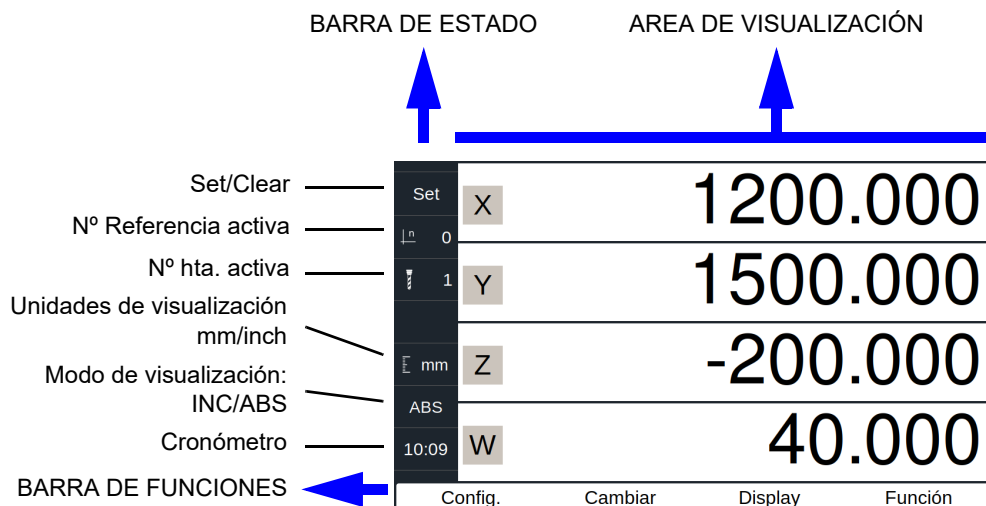 BARRA DE ESTADO
AREA DE VISUALIZACIÓN
Set/Clear
Nº Referencia activa
Nº hta. activa
Unidades de visualización
mm/inch
Modo de visualización:
INC/ABS
Cronómetro
BARRA DE FUNCIONES
Set
n 0
1
mm
ABS
10:09
X 1200.000
Y 1500.000
Z -200.000
W 40.000
Config. Cambiar Display Función